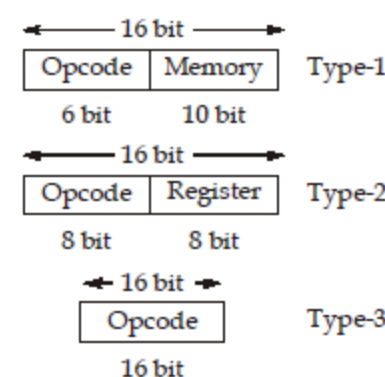 16 bit
Opcode Memory Type-1
6 bit 10 bit
16 bit
Opcode Register Type-2
8 bit 8 bit
16 bit
Opcode Type-3
16 bit